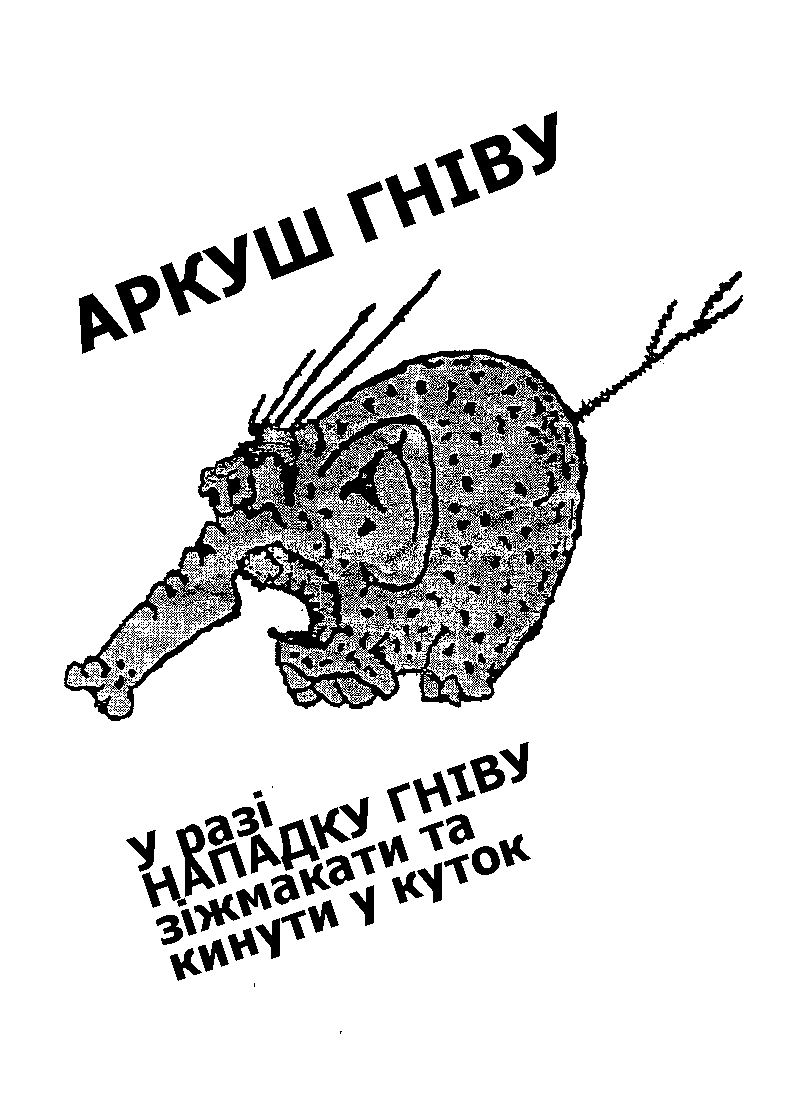 АРКУШ ГНІВУ
у разі
НАПАДКУ ГНІВУ
зіжмакати та
кинути у куток